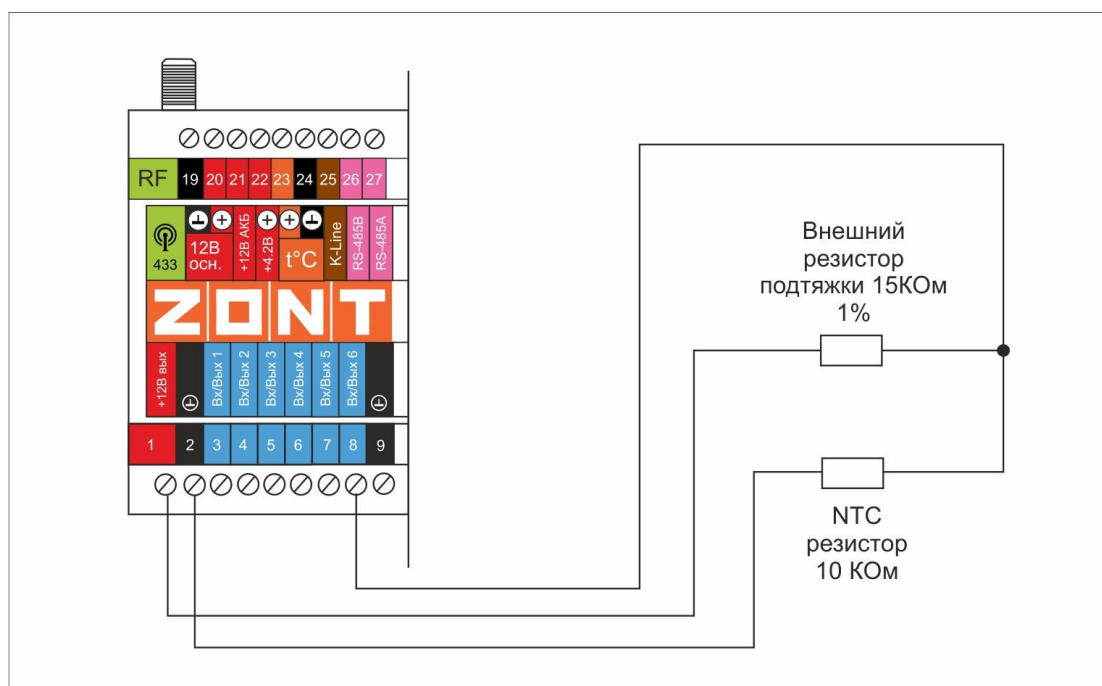 RF 19 20 21 22 23 24 25 26 27
433
12В
осн.
+12В АКБ
+4.2В
t°C
K-Line
RS-485B
RS-485A
ZONT
+12В вых
Вх/Вых 1
Вх/Вых 2
Вх/Вых 3
Вх/Вых 4
Вх/Вых 5
Вх/Вых 6
1 2 3 4 5 6 7 8 9
Внешний
резистор
подтяжки 15КОм
1%
NTC
резистор
10 КОм